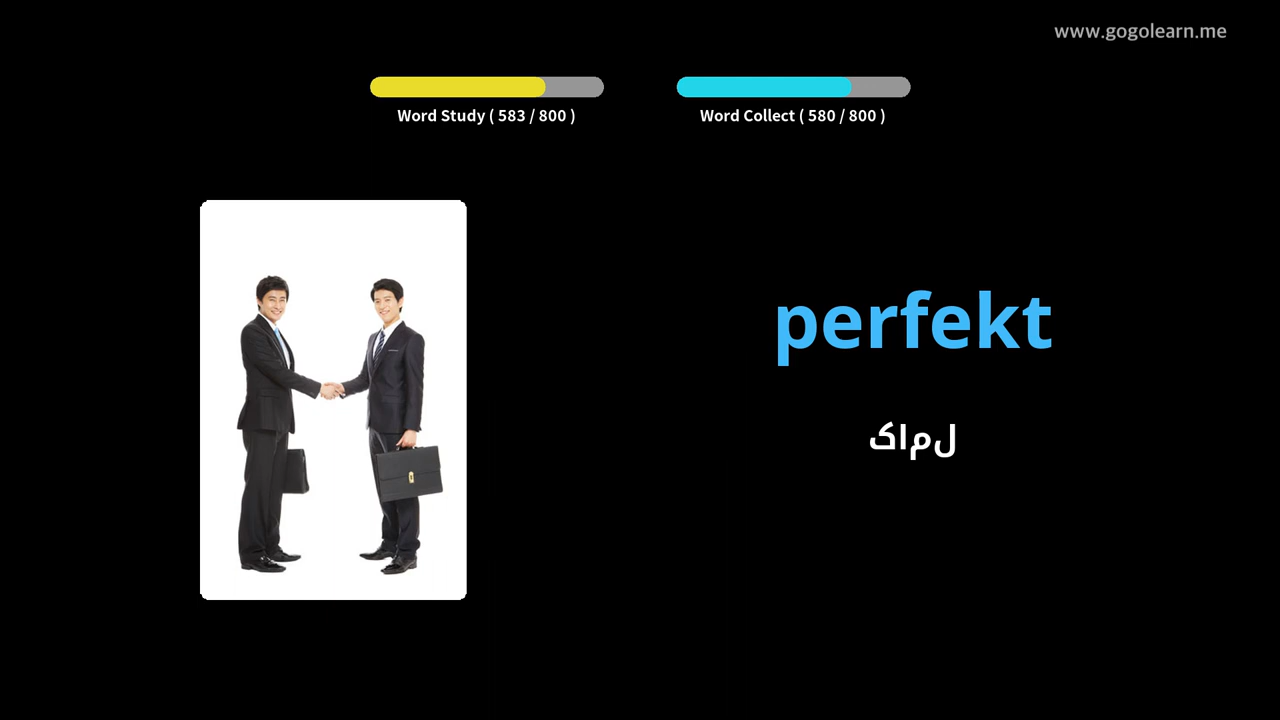 www.gogolearn.me
Word Study ( 583 / 800 )
Word Collect ( 580 / 800 )
perfekt
کامل